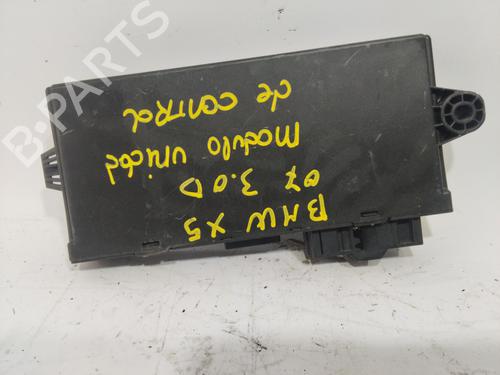 BMW X5
07 3.0D
Modulo unidad
de CONTROL
B-PARTS